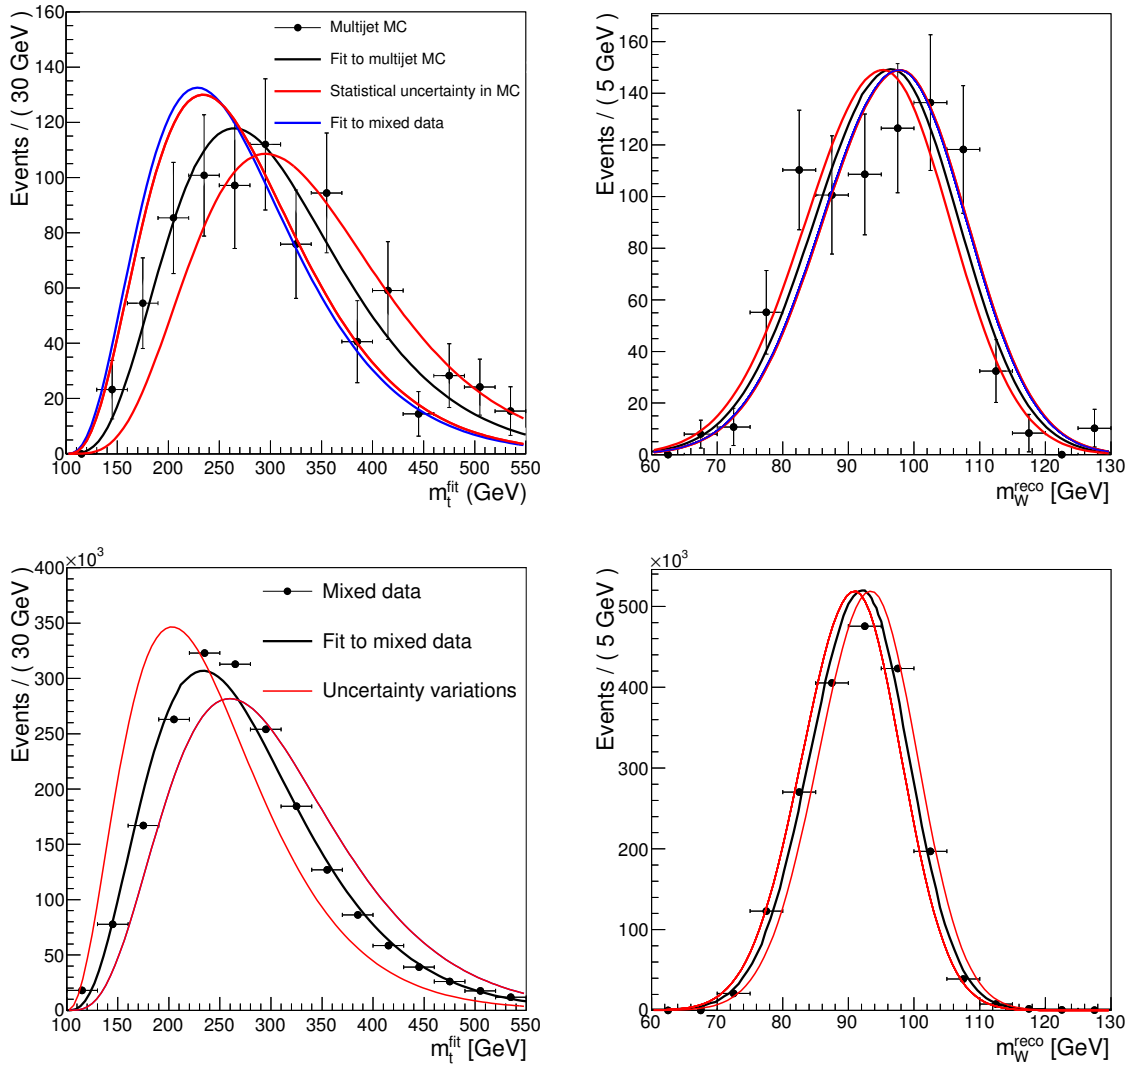 Events / ( 30 GeV )
160
140
120
100
80
60
40
20
0
Multijet MC
Fit to multijet MC
Statistical uncertainty in MC
Fit to mixed data
100 150 200 250 300 350 400 450 500 550
m_t^fit (GeV)
Events / ( 5 GeV )
160
140
120
100
80
60
40
20
0
60 70 80 90 100 110 120 130
m_W^reco [GeV]
×10³
Events / ( 30 GeV )
400
350
300
250
200
150
100
50
0
Mixed data
Fit to mixed data
Uncertainty variations
100 150 200 250 300 350 400 450 500 550
m_t^fit [GeV]
×10³
Events / ( 5 GeV )
500
400
300
200
100
0
60 70 80 90 100 110 120 130
m_W^reco [GeV]